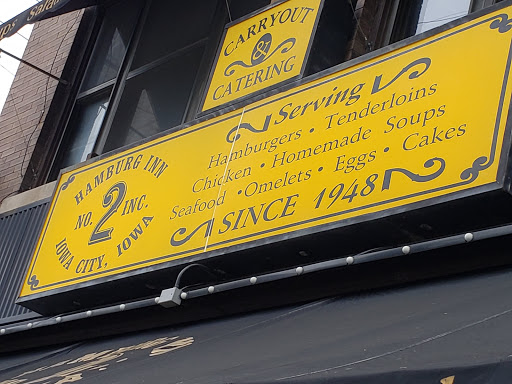 CARRYOUT
&
CATERING
HAMBURG INN
NO. 2 INC.
IOWA CITY, IOWA
Serving
Hamburgers • Tenderloins
Chicken • Homemade Soups
Seafood • Omelets • Eggs • Cakes
SINCE 1948